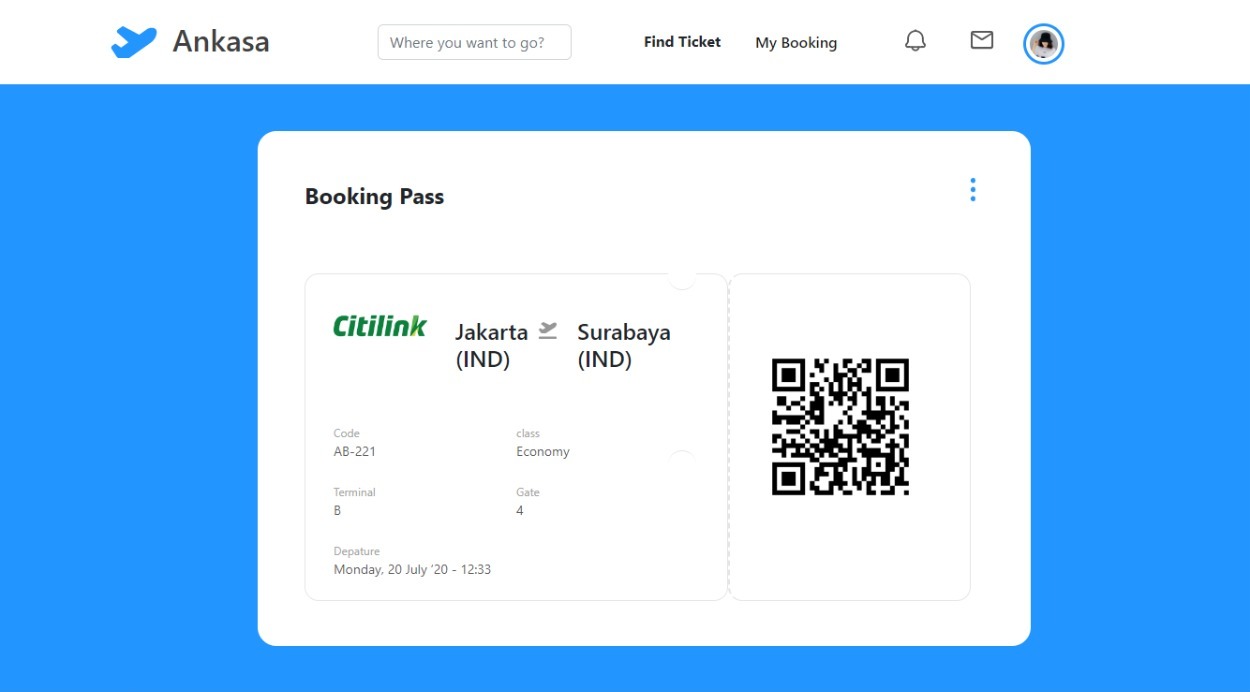 Ankasa
Where you want to go?
Find Ticket
My Booking
Booking Pass
Citilink
Jakarta
(IND)
Surabaya
(IND)
Code
class
AB-221
Economy
Terminal
Gate
B
4
Depature
Monday, 20 July '20 - 12:33